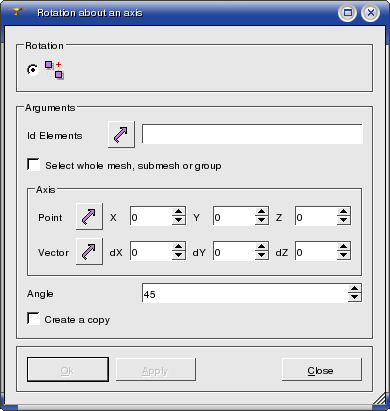 Rotation about an axis
Rotation
Arguments
Id Elements
Select whole mesh, submesh or group
Axis
Point X 0 Y 0 Z 0
Vector dX 0 dY 0 dZ 0
Angle 45
Create a copy
Ok Apply Close